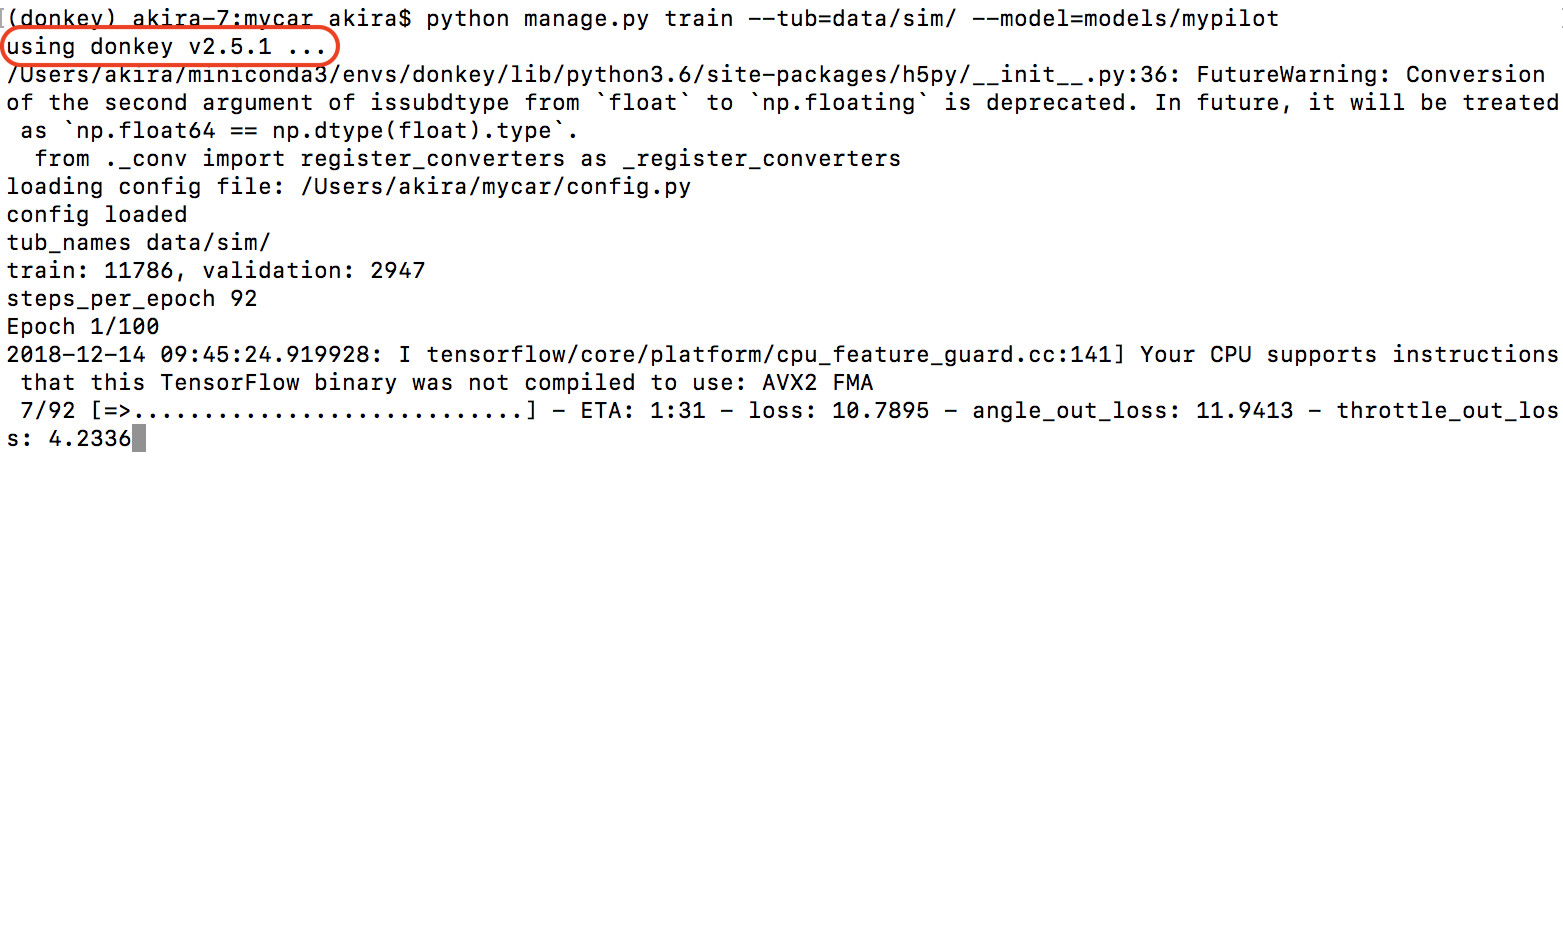 (donkey) akira-7:mycar akira$ python manage.py train --tub=data/sim/ --model=models/mypilot
using donkey v2.5.1 ...
/Users/akira/miniconda3/envs/donkey/lib/python3.6/site-packages/h5py/__init__.py:36: FutureWarning: Conversion
of the second argument of issubdtype from `float` to `np.floating` is deprecated. In future, it will be treated
 as `np.float64 == np.dtype(float).type`.
  from ._conv import register_converters as _register_converters
loading config file: /Users/akira/mycar/config.py
config loaded
tub_names data/sim/
train: 11786, validation: 2947
steps_per_epoch 92
Epoch 1/100
2018-12-14 09:45:24.919928: I tensorflow/core/platform/cpu_feature_guard.cc:141] Your CPU supports instructions
 that this TensorFlow binary was not compiled to use: AVX2 FMA
 7/92 [=>............................] - ETA: 1:31 - loss: 10.7895 - angle_out_loss: 11.9413 - throttle_out_los
s: 4.2336